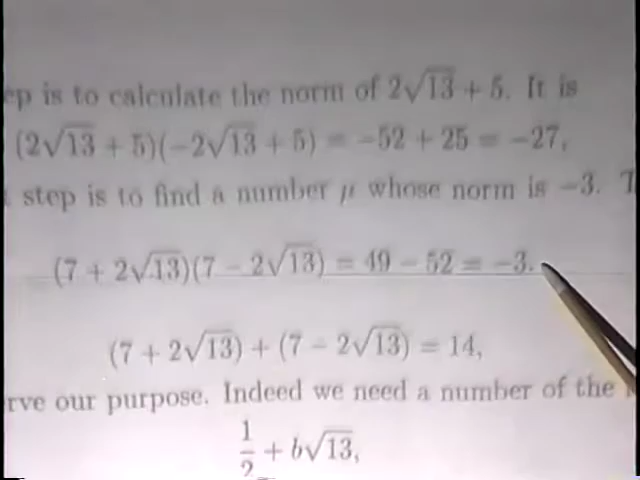 ep is to calculate the norm of 2√13 + 5. It is
(2√13 + 5)(−2√13 + 5) = −52 + 25 = −27,
step is to find a number μ whose norm is −3.
(7 + 2√13)(7 − 2√13) = 49 − 52 = −3.
(7 + 2√13) + (7 − 2√13) = 14,
rve our purpose. Indeed we need a number of the
1/2 + b√13,